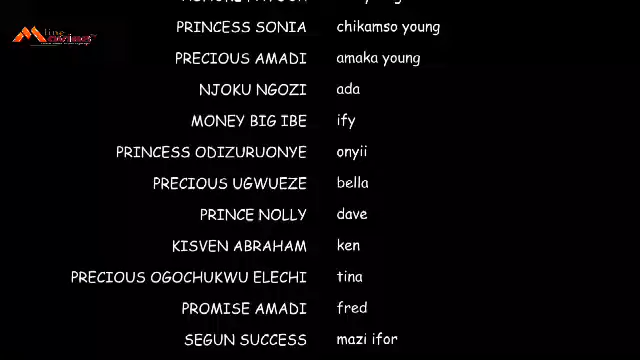 line
Movies
PRINCESS SONIA chikamso young
PRECIOUS AMADI amaka young
NJOKU NGOZI ada
MONEY BIG IBE ify
PRINCESS ODIZURUONYE onyii
PRECIOUS UGWUEZE bella
PRINCE NOLLY dave
KISVEN ABRAHAM ken
PRECIOUS OGOCHUKWU ELECHI tina
PROMISE AMADI fred
SEGUN SUCCESS mazi ifor